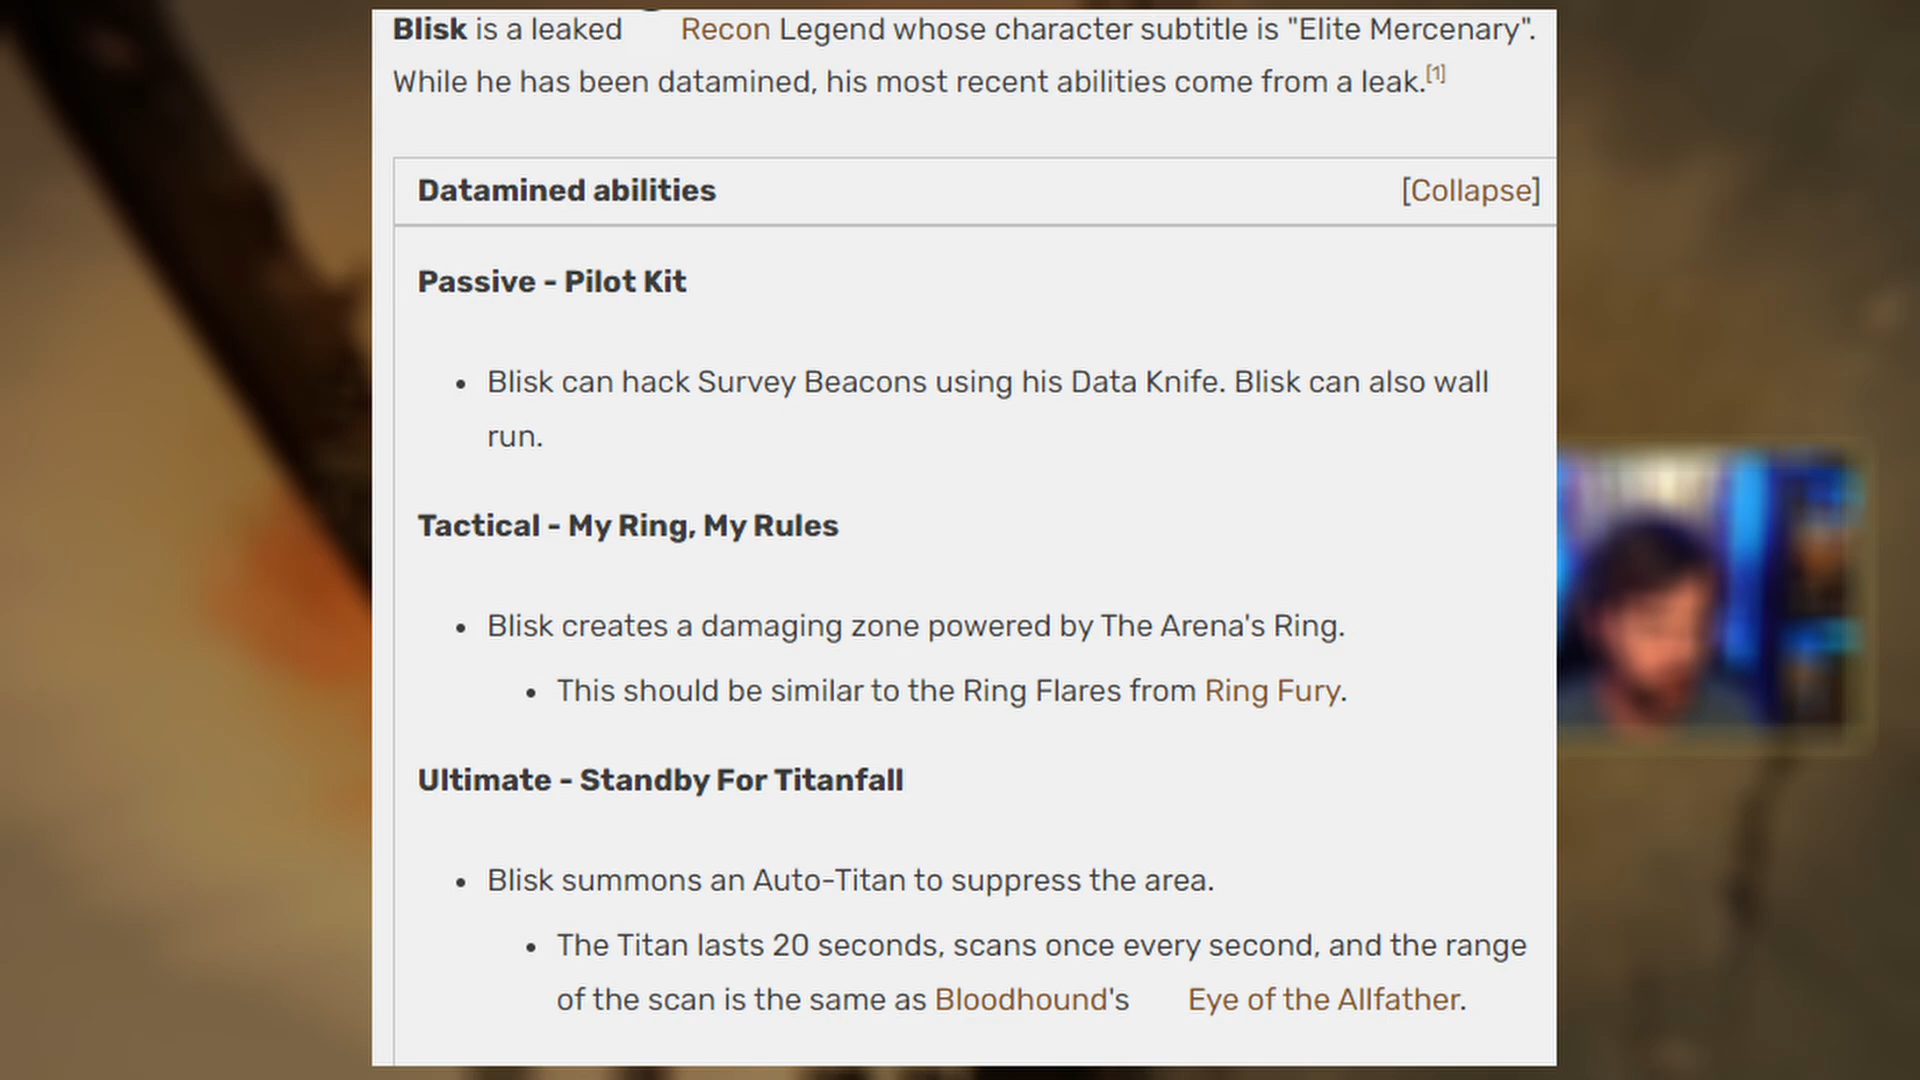 Blisk is a leaked Recon Legend whose character subtitle is "Elite Mercenary".
While he has been datamined, his most recent abilities come from a leak.[1]
Datamined abilities [Collapse]
Passive - Pilot Kit
• Blisk can hack Survey Beacons using his Data Knife. Blisk can also wall
run.
Tactical - My Ring, My Rules
• Blisk creates a damaging zone powered by The Arena's Ring.
• This should be similar to the Ring Flares from Ring Fury.
Ultimate - Standby For Titanfall
• Blisk summons an Auto-Titan to suppress the area.
• The Titan lasts 20 seconds, scans once every second, and the range
of the scan is the same as Bloodhound's Eye of the Allfather.